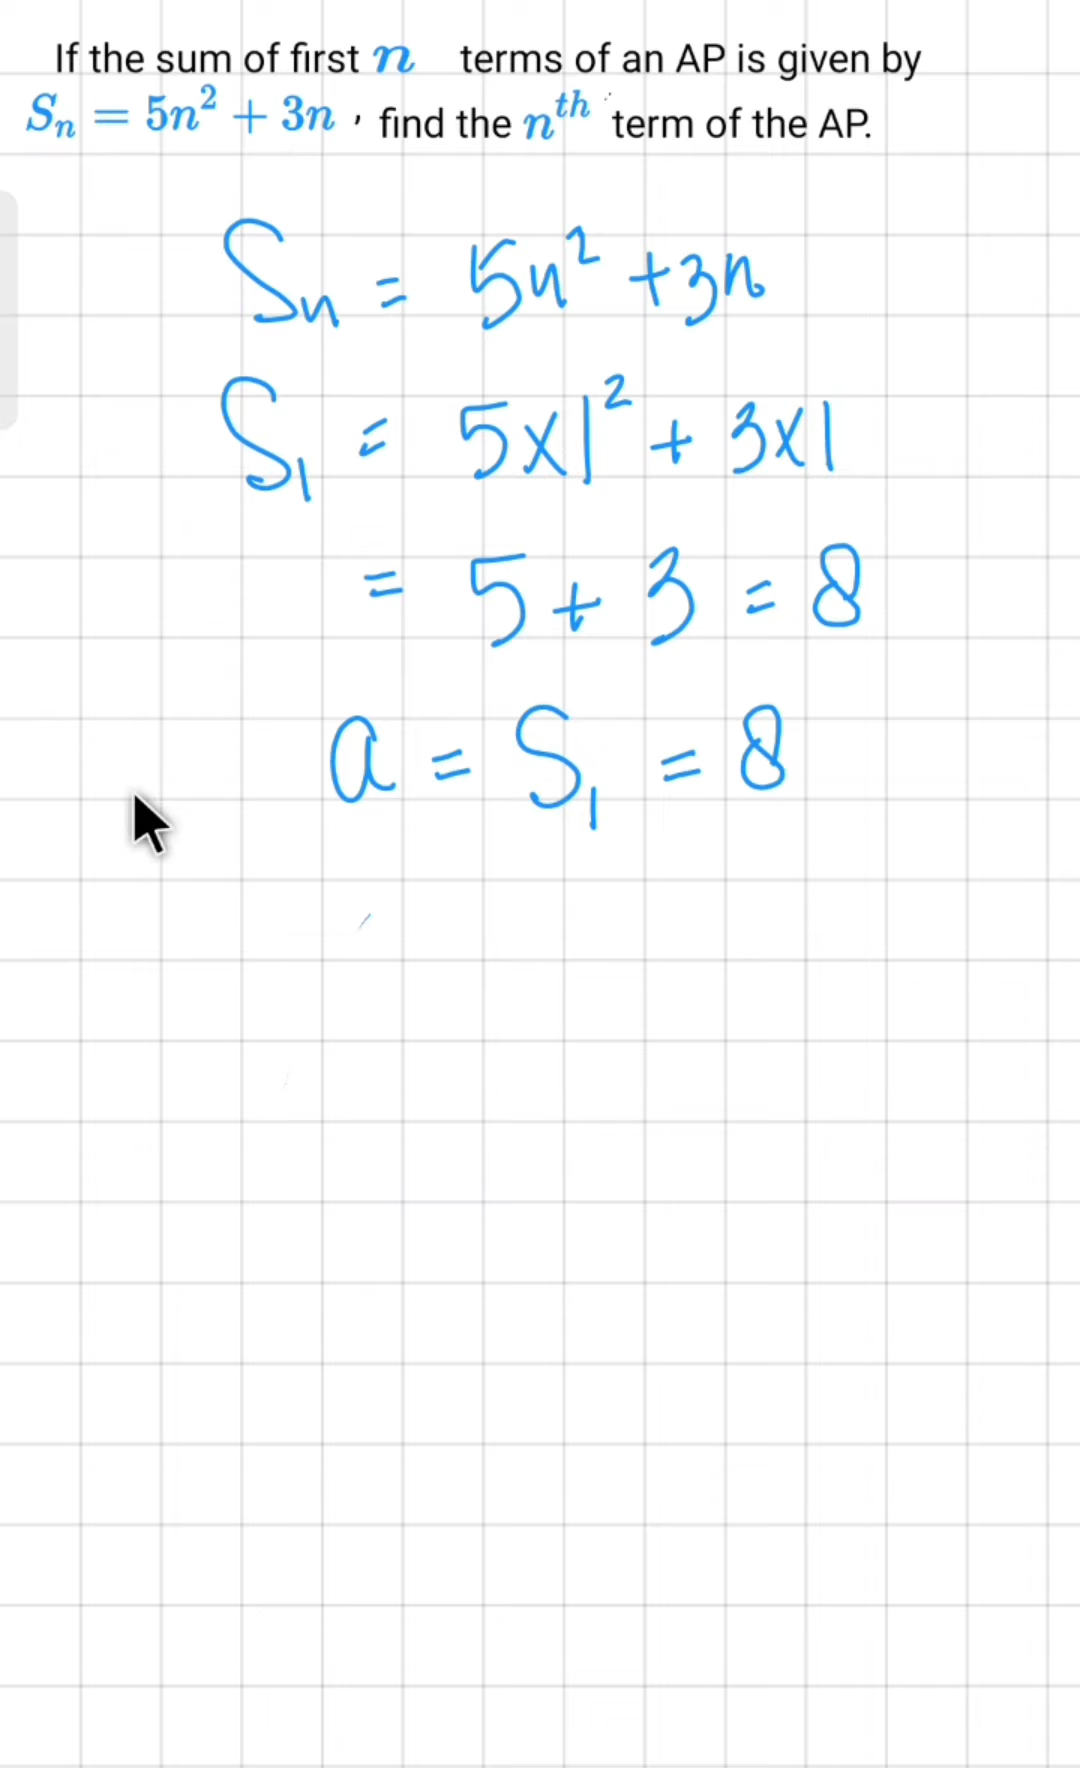 If the sum of first n terms of an AP is given by
Sₙ = 5n² + 3n , find the nᵗʰ term of the AP.
Sn = 5n² + 3n
S₁ = 5×1² + 3×1
= 5 + 3 = 8
a = S₁ = 8